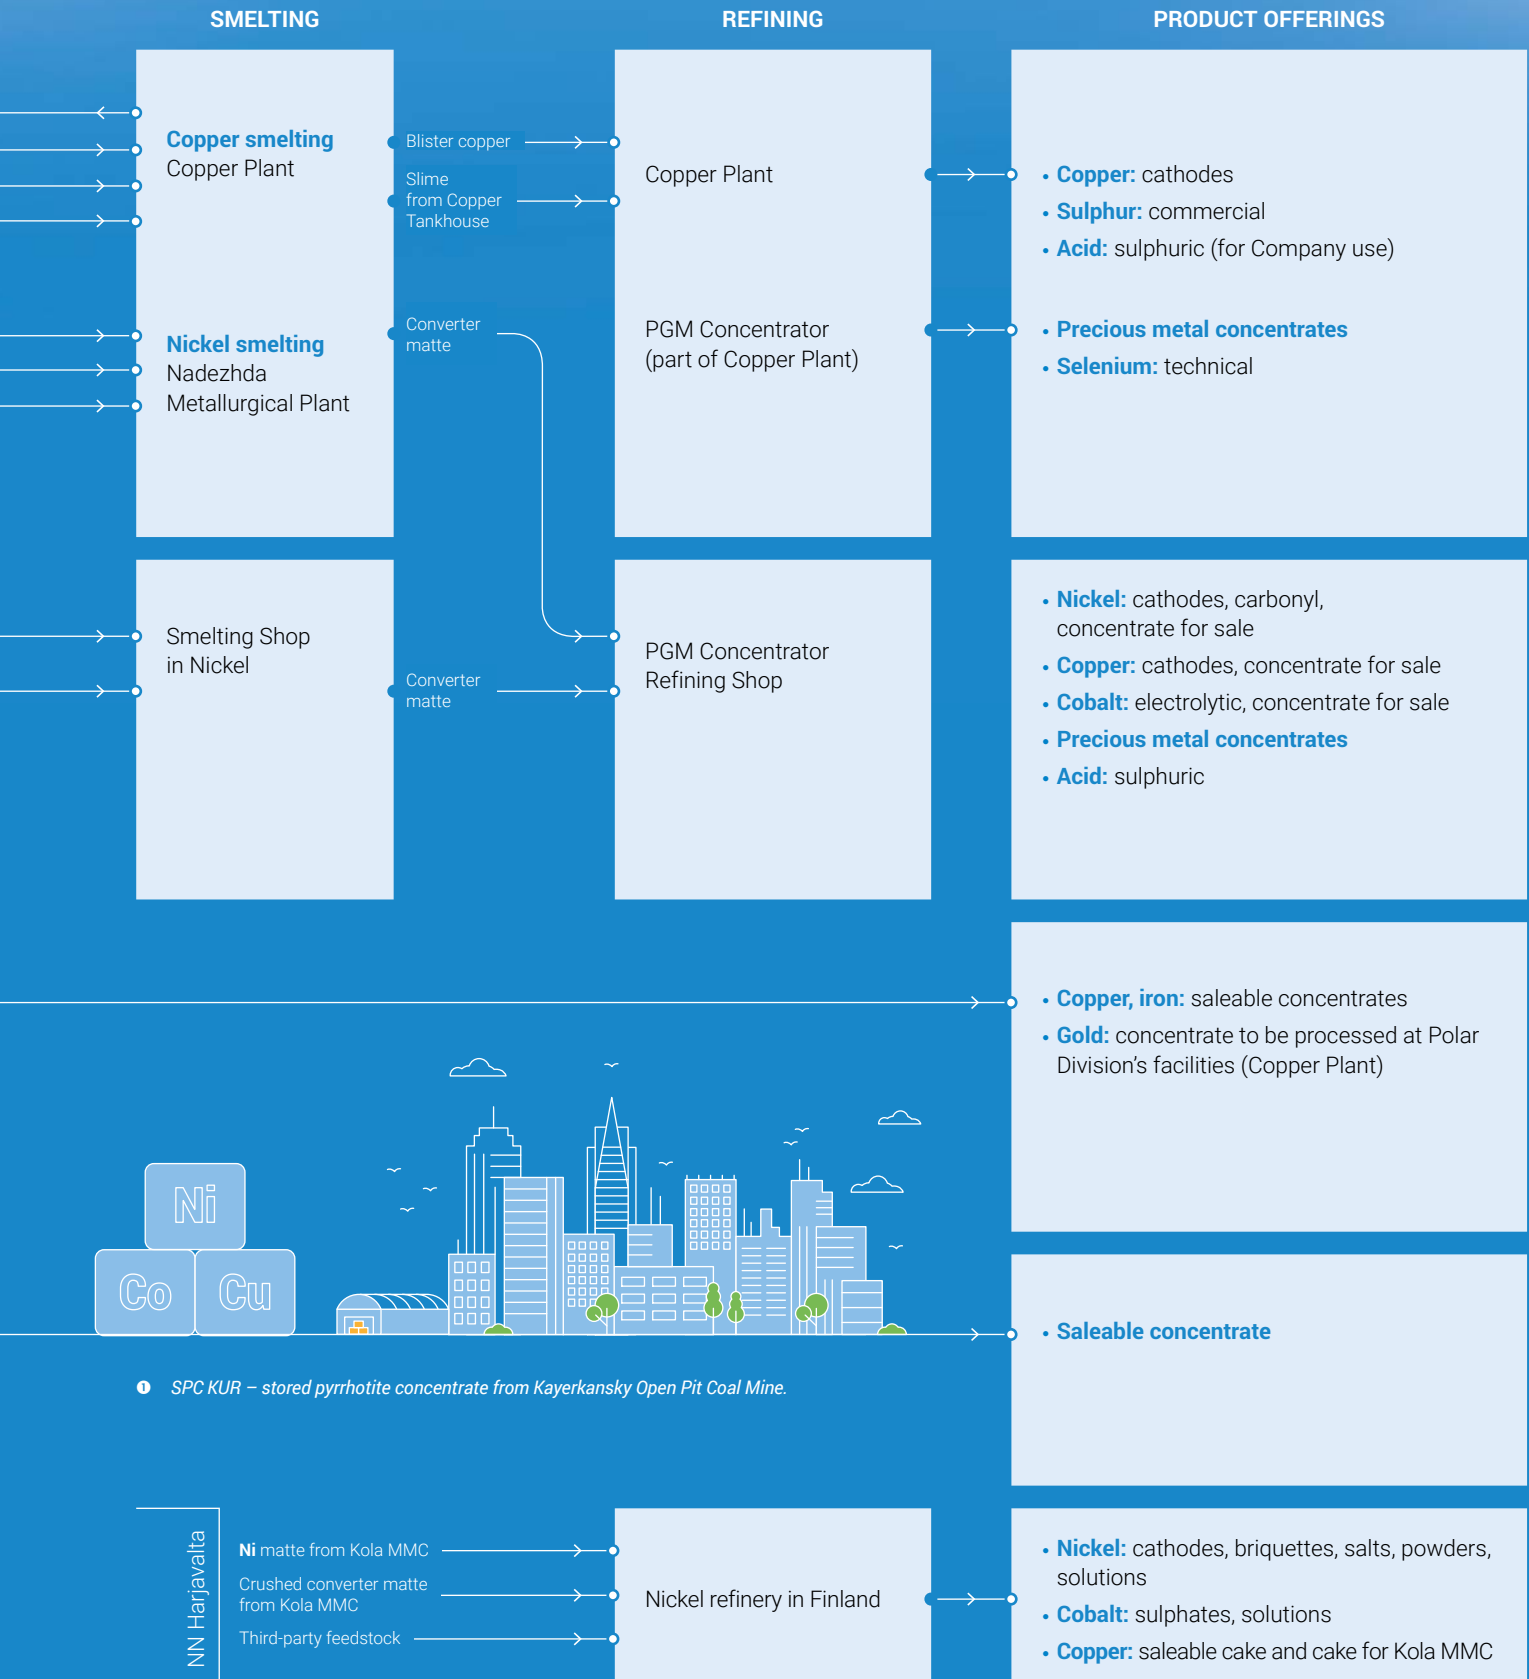 SMELTING
REFINING
PRODUCT OFFERINGS
Copper smelting
Copper Plant
Blister copper
Slime
from Copper
Tankhouse
Copper Plant
• Copper: cathodes
• Sulphur: commercial
• Acid: sulphuric (for Company use)
Nickel smelting
Nadezhda
Metallurgical Plant
Converter
matte
PGM Concentrator
(part of Copper Plant)
• Precious metal concentrates
• Selenium: technical
Smelting Shop
in Nickel
Converter
matte
PGM Concentrator
Refining Shop
• Nickel: cathodes, carbonyl,
concentrate for sale
• Copper: cathodes, concentrate for sale
• Cobalt: electrolytic, concentrate for sale
• Precious metal concentrates
• Acid: sulphuric
• Copper, iron: saleable concentrates
• Gold: concentrate to be processed at Polar
Division’s facilities (Copper Plant)
Ni
Co
Cu
• Saleable concentrate
❶ SPC KUR – stored pyrrhotite concentrate from Kayerkansky Open Pit Coal Mine.
NN Harjavalta
Ni matte from Kola MMC
Crushed converter matte
from Kola MMC
Third-party feedstock
Nickel refinery in Finland
• Nickel: cathodes, briquettes, salts, powders,
solutions
• Cobalt: sulphates, solutions
• Copper: saleable cake and cake for Kola MMC